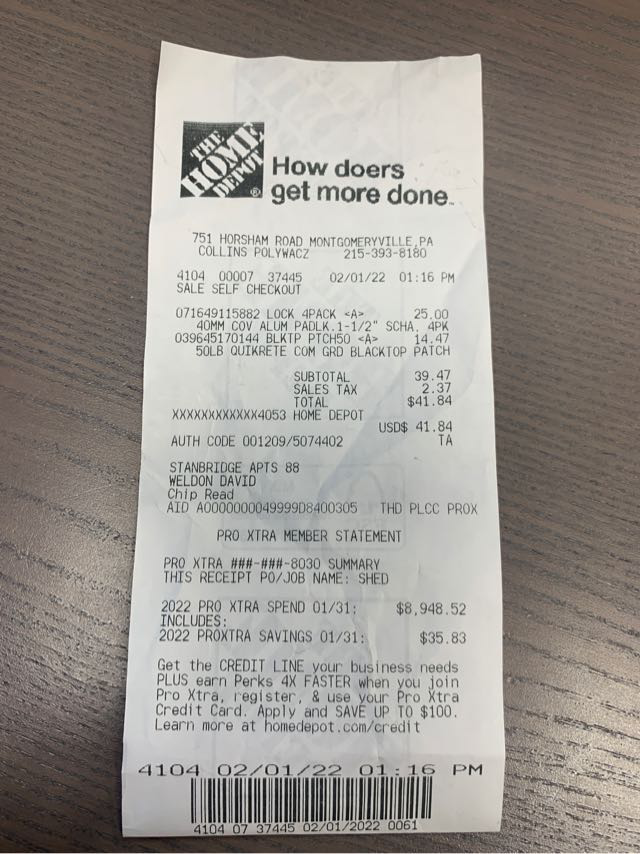 THE
HOME
DEPOT
®
How doers
get more done.
751 HORSHAM ROAD MONTGOMERYVILLE,PA
COLLINS POLYWACZ 215-393-8180
4104 00007 37445 02/01/22 01:16 PM
SALE SELF CHECKOUT
071649115882 LOCK 4PACK <A> 25.00
40MM COV ALUM PADLK.1-1/2" SCHA, 4PK
039645170144 BLKTP PTCH50 <A> 14.47
50LB QUIKRETE COM GRD BLACKTOP PATCH
SUBTOTAL 39.47
SALES TAX 2.37
TOTAL $41.84
XXXXXXXXXXXX4053 HOME DEPOT
USD$ 41.84
AUTH CODE 001209/5074402 TA
STANBRIDGE APTS 88
WELDON DAVID
Chip Read
AID A0000000049999D8400305 THD PLCC PROX
PRO XTRA MEMBER STATEMENT
PRO XTRA ###-###-8030 SUMMARY
THIS RECEIPT PO/JOB NAME: SHED
2022 PRO XTRA SPEND 01/31: $8,948.52
INCLUDES:
2022 PROXTRA SAVINGS 01/31: $35.83
Get the CREDIT LINE your business needs
PLUS earn Perks 4X FASTER when you join
Pro Xtra, register, & use your Pro Xtra
Credit Card. Apply and SAVE UP TO $100.
Learn more at homedepot.com/credit
4104 02/01/22 01:16 PM
4104 07 37445 02/01/2022 0061